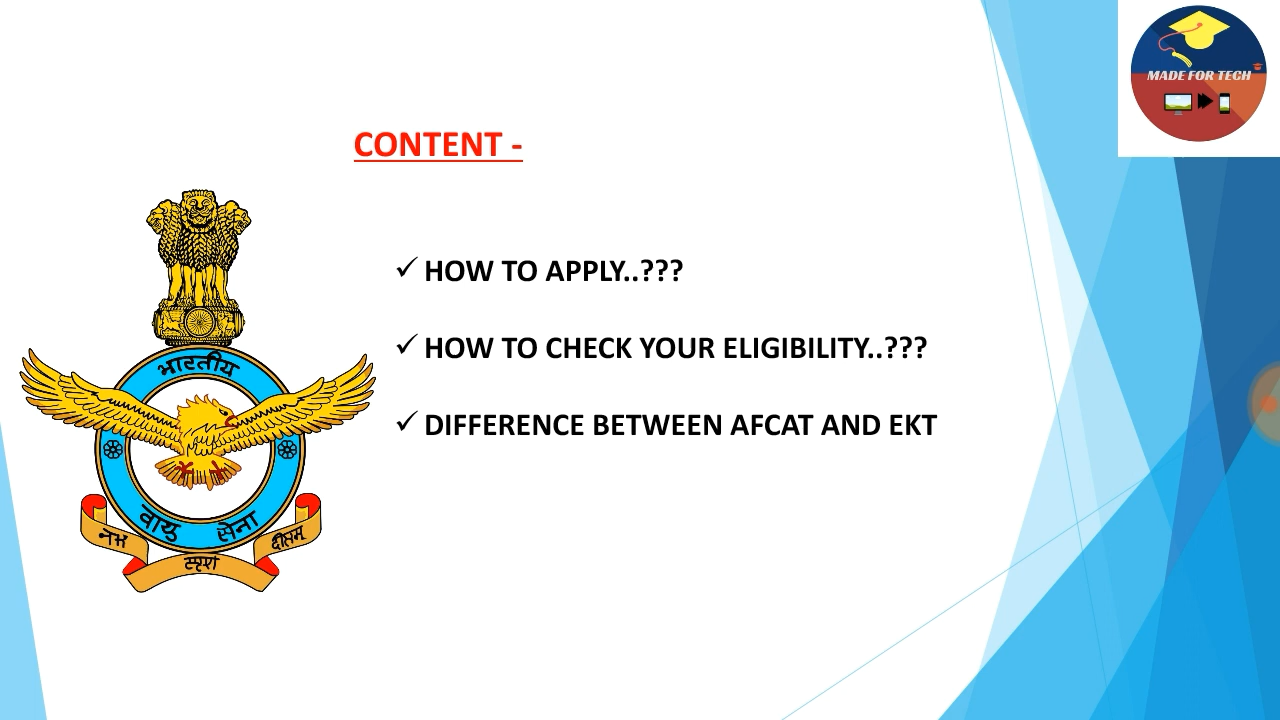 MADE FOR TECH
CONTENT -
✓ HOW TO APPLY..???
✓ HOW TO CHECK YOUR ELIGIBILITY..???
✓ DIFFERENCE BETWEEN AFCAT AND EKT
भारतीय
वायु सेना
नभ स्पृश दीप्तम्